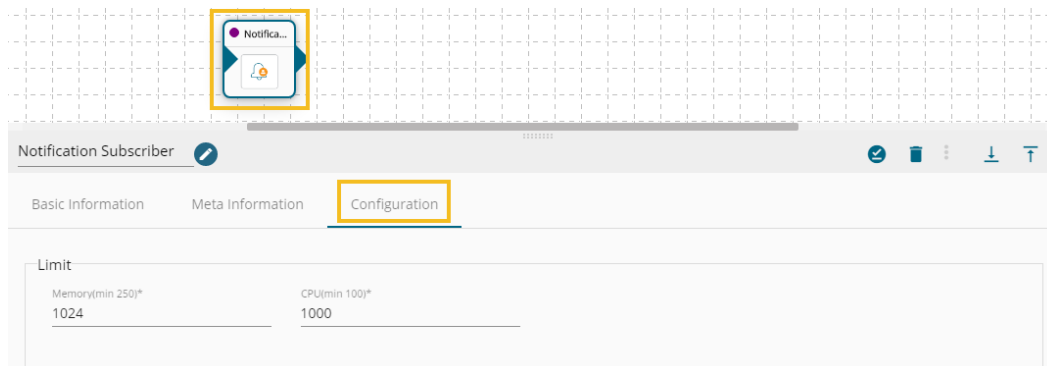 Notifica...
Notification Subscriber
Basic Information Meta Information Configuration
Limit
Memory(min 250)* CPU(min 100)*
1024 1000